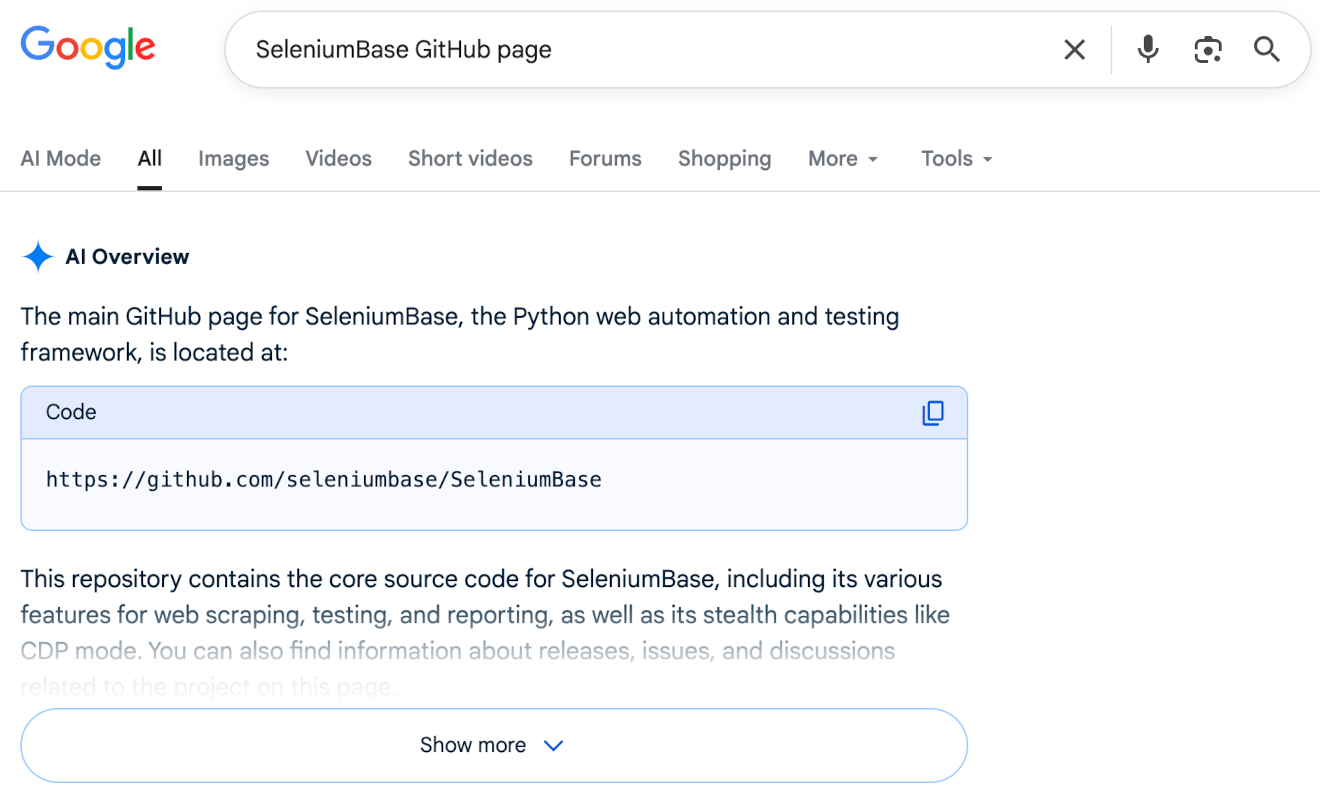 Google
SeleniumBase GitHub page
AI Mode All Images Videos Short videos Forums Shopping More Tools
AI Overview
The main GitHub page for SeleniumBase, the Python web automation and testing
framework, is located at:
Code
https://github.com/seleniumbase/SeleniumBase
This repository contains the core source code for SeleniumBase, including its various
features for web scraping, testing, and reporting, as well as its stealth capabilities like
CDP mode. You can also find information about releases, issues, and discussions
related to the project on this page.
Show more